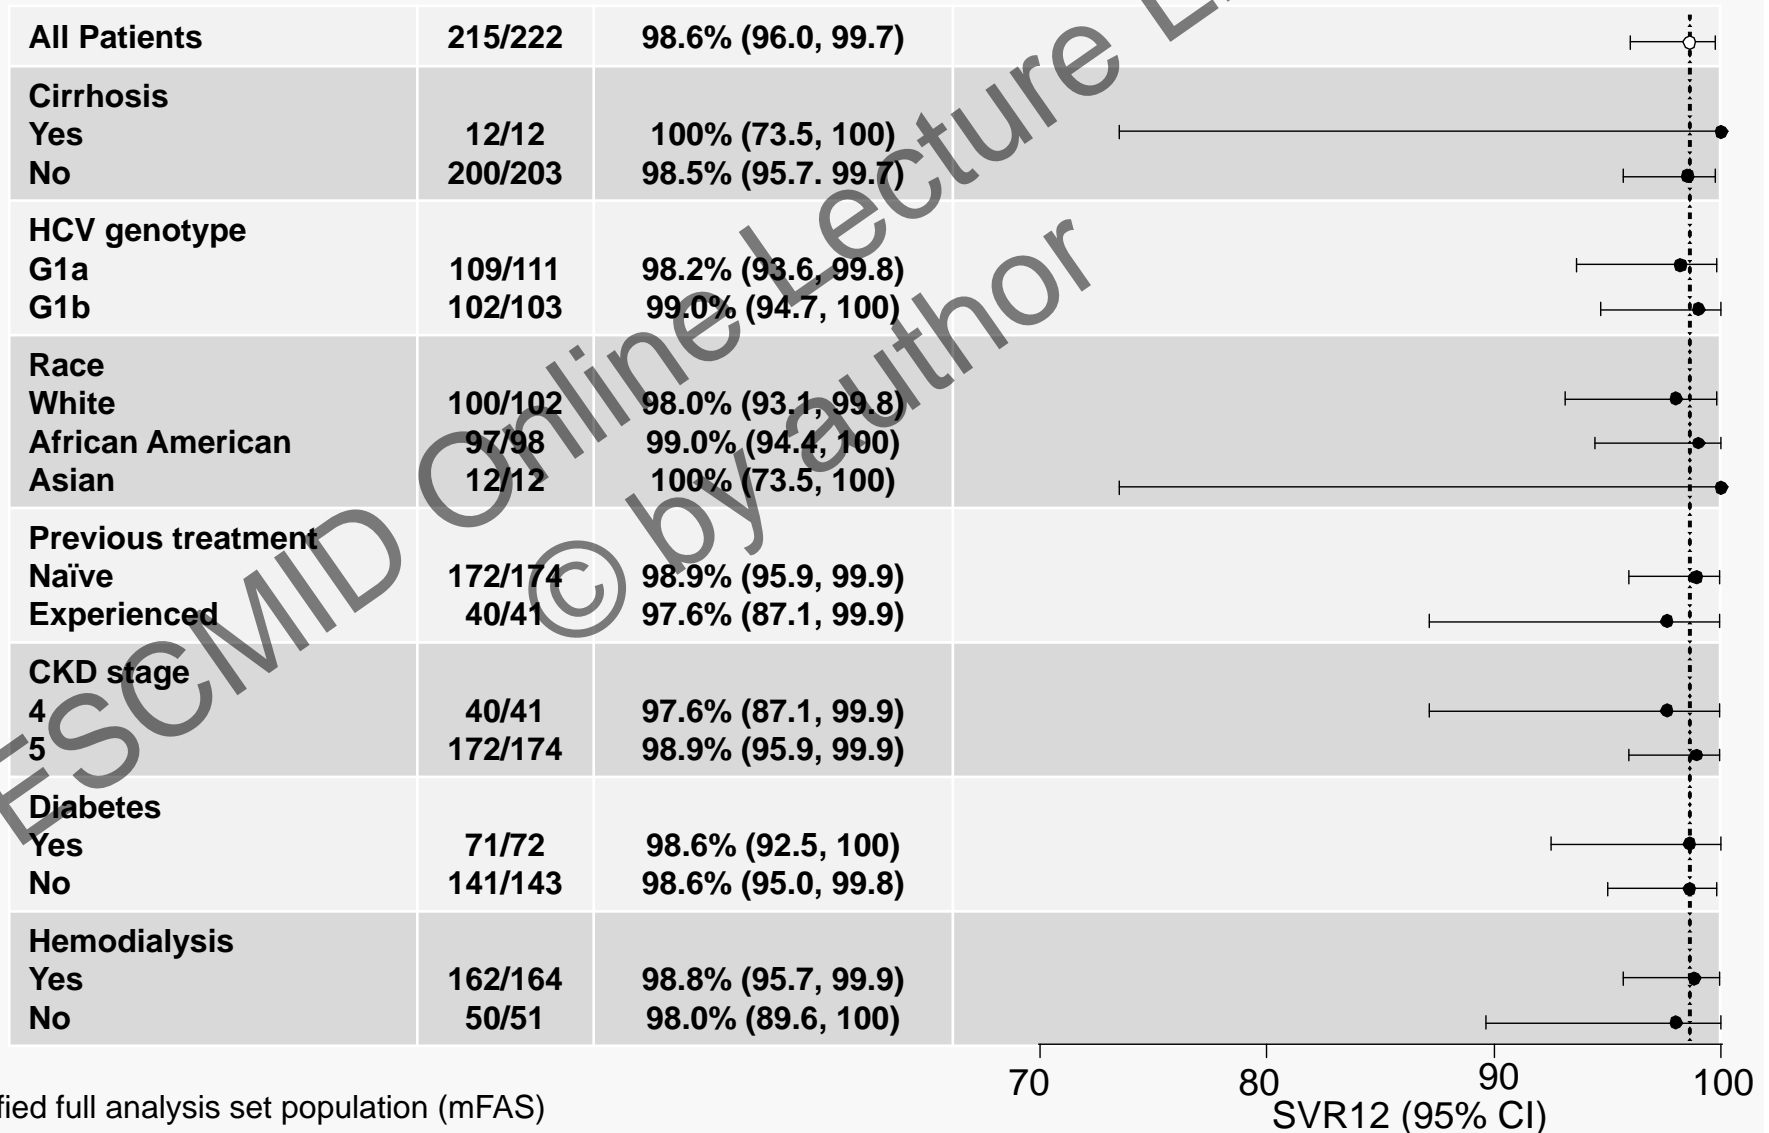 All Patients 215/222 98.6% (96.0, 99.7)
Cirrhosis
Yes 12/12 100% (73.5, 100)
No 200/203 98.5% (95.7. 99.7)
HCV genotype
G1a 109/111 98.2% (93.6, 99.8)
G1b 102/103 99.0% (94.7, 100)
Race
White 100/102 98.0% (93.1, 99.8)
African American 97/98 99.0% (94.4, 100)
Asian 12/12 100% (73.5, 100)
Previous treatment
Naïve 172/174 98.9% (95.9, 99.9)
Experienced 40/41 97.6% (87.1, 99.9)
CKD stage
4 40/41 97.6% (87.1, 99.9)
5 172/174 98.9% (95.9, 99.9)
Diabetes
Yes 71/72 98.6% (92.5, 100)
No 141/143 98.6% (95.0, 99.8)
Hemodialysis
Yes 162/164 98.8% (95.7, 99.9)
No 50/51 98.0% (89.6, 100)
70 80 90 100
SVR12 (95% CI)
full analysis set population (mFAS)
ESCMID Online Lecture
© by author